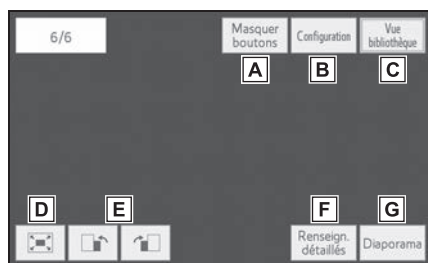 6/6
Masquer
boutons
Configuration
Vue
bibliothèque
A
B
C
D
E
F
G
Renseign.
détaillés
Diaporama